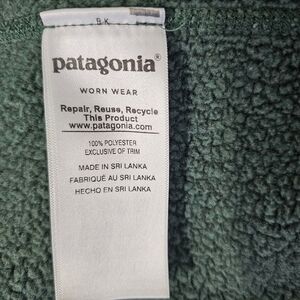 patagonia®
WORN WEAR
Repair, Reuse, Recycle
This Product
www.patagonia.com
100% POLYESTER
EXCLUSIVE OF TRIM
MADE IN SRI LANKA
FABRIQUÉ AU SRI LANKA
HECHO EN SRI LANKA